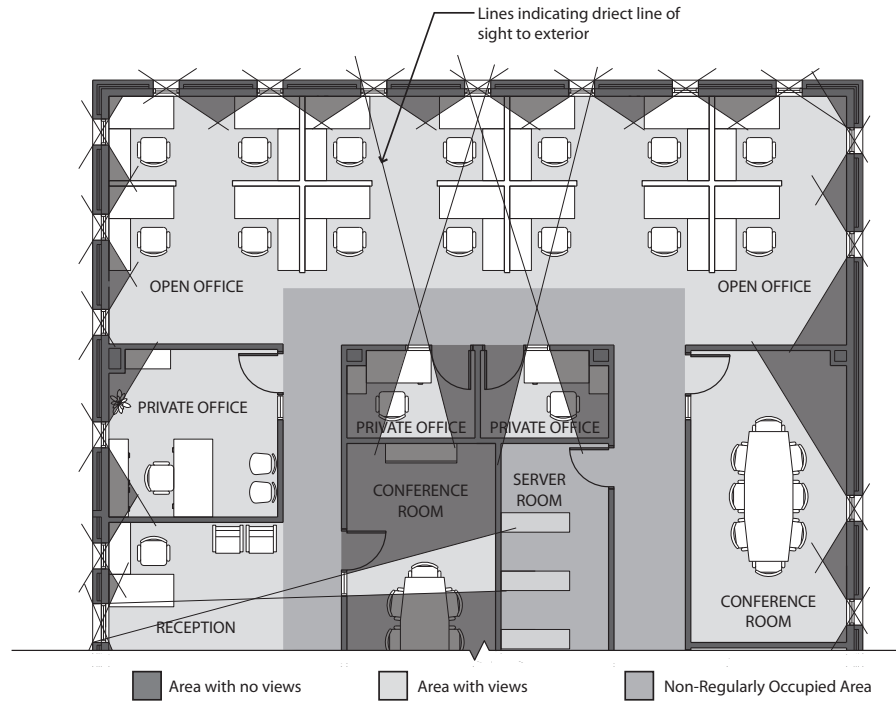 Lines indicating driect line of
sight to exterior
OPEN OFFICE
OPEN OFFICE
PRIVATE OFFICE
PRIVATE OFFICE
PRIVATE OFFICE
CONFERENCE
ROOM
SERVER
ROOM
CONFERENCE
ROOM
RECEPTION
Area with no views
Area with views
Non-Regularly Occupied Area